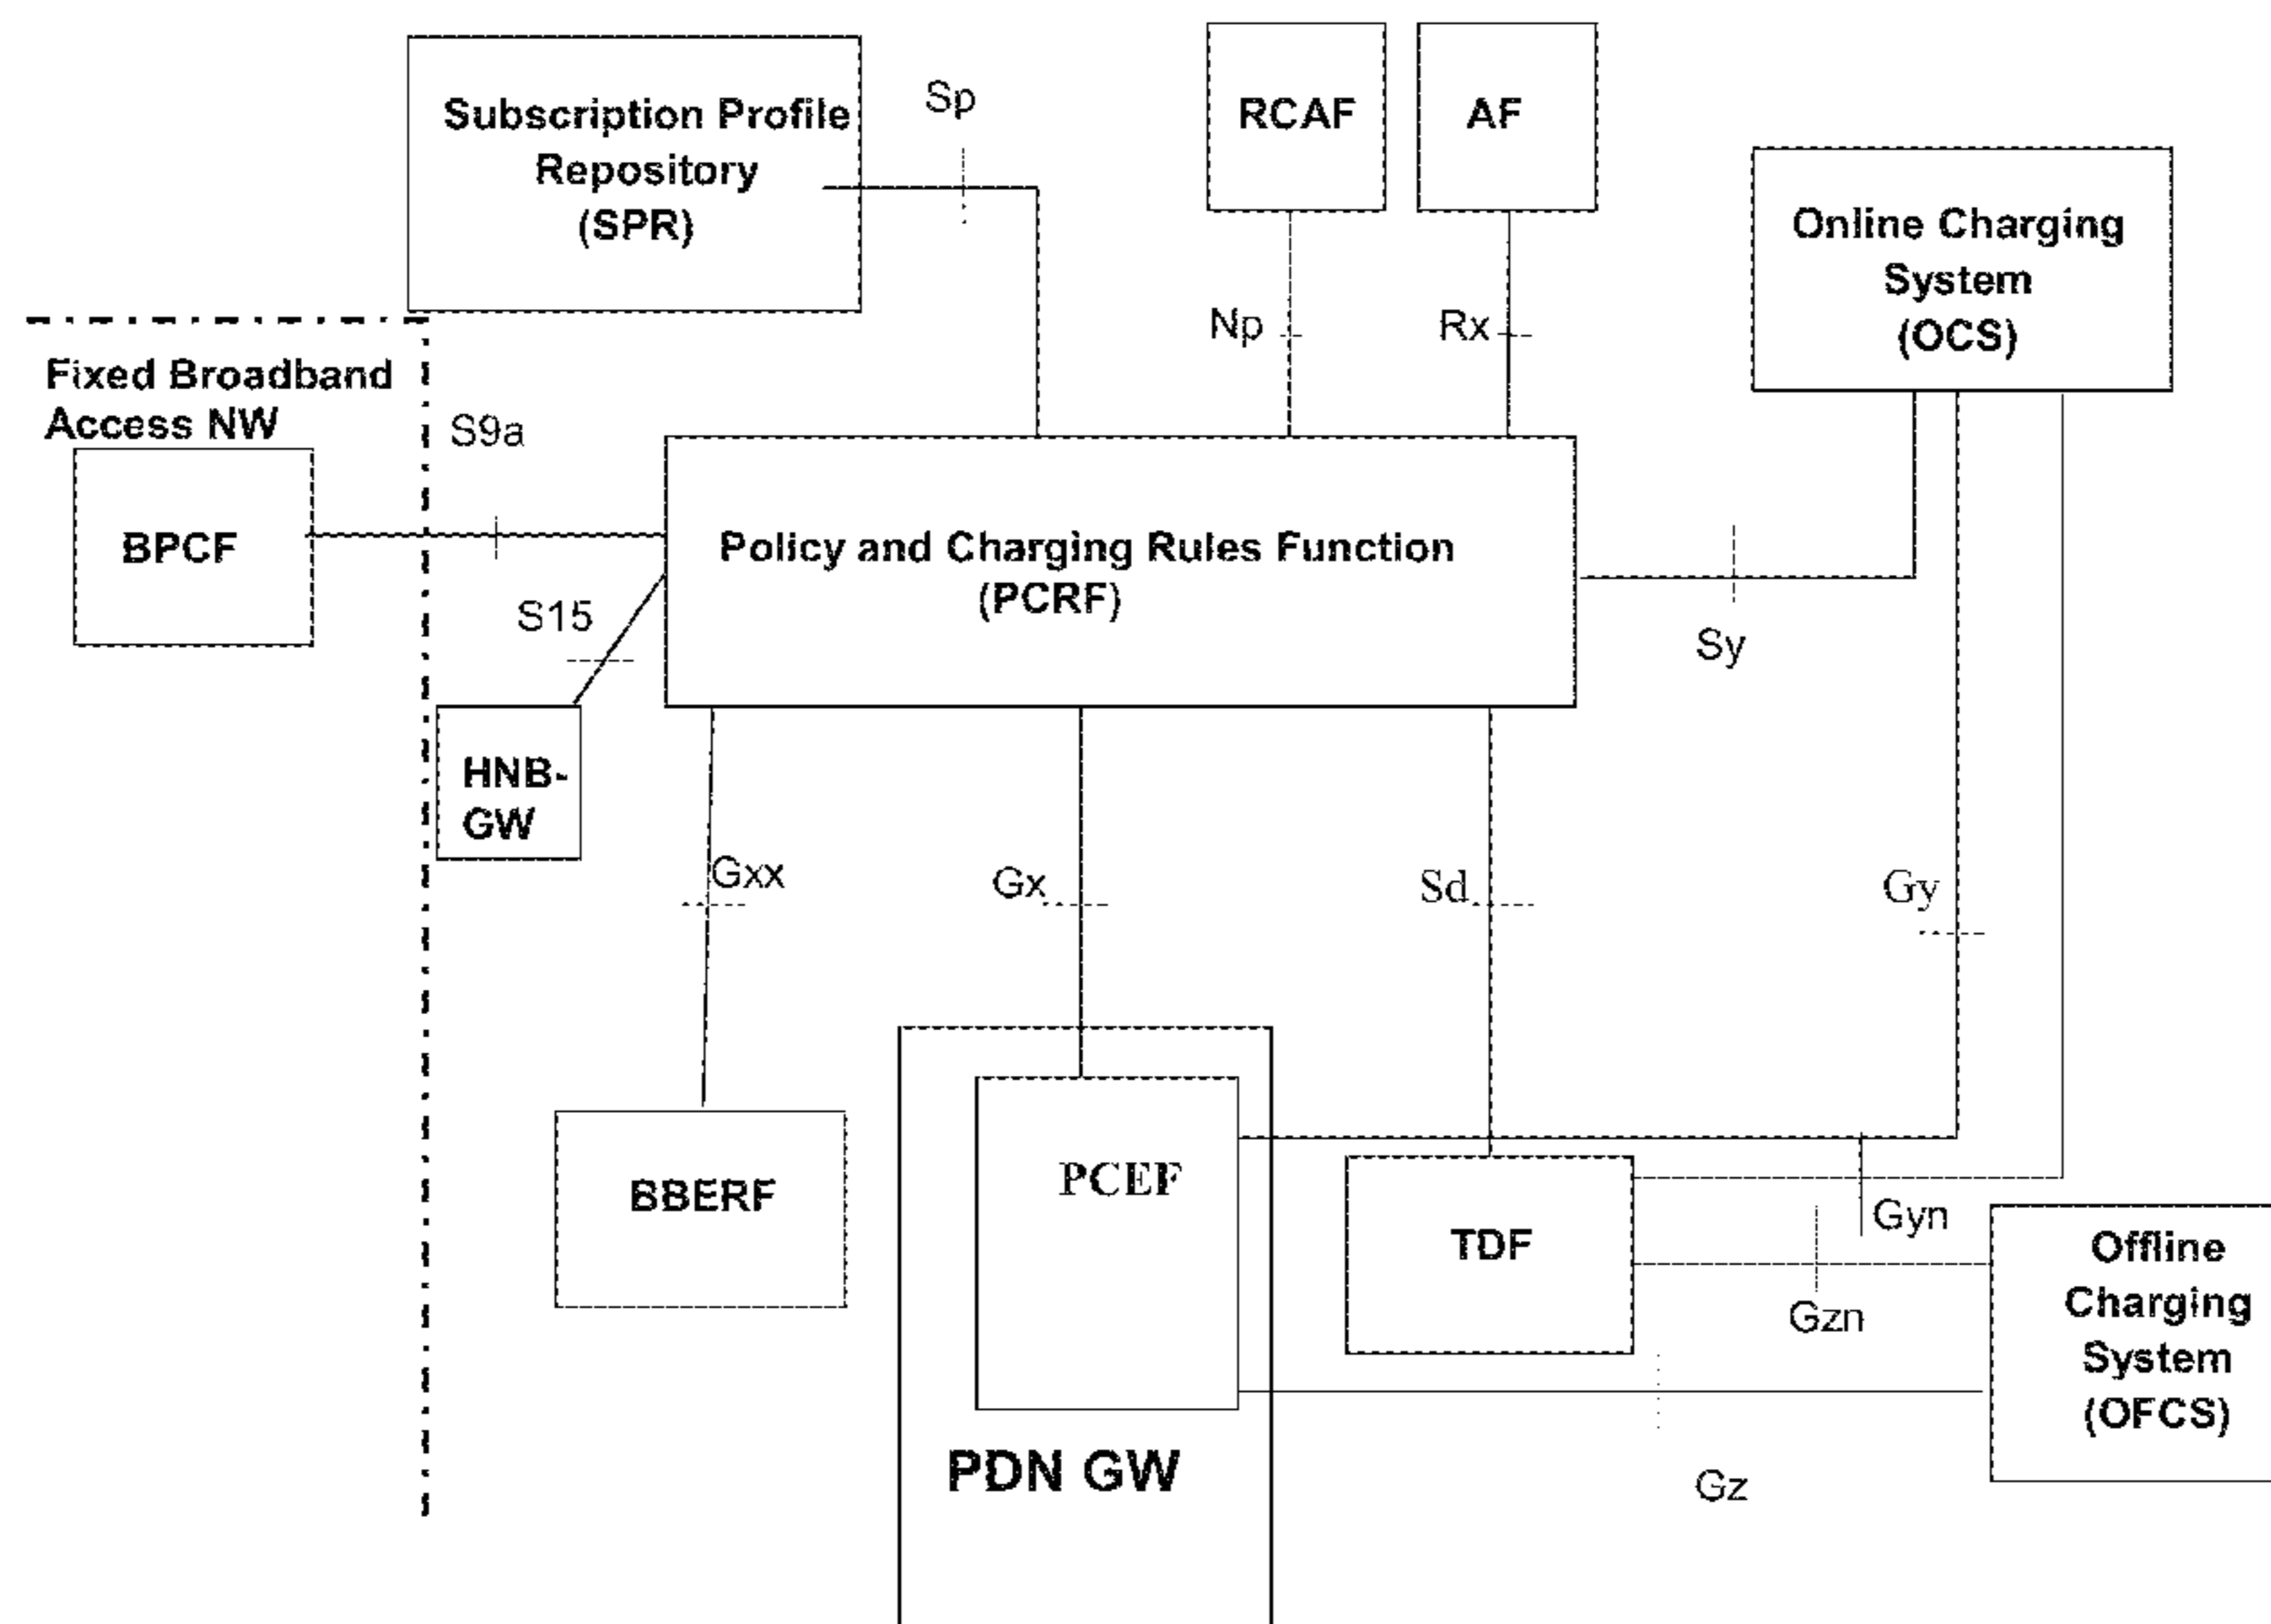 Subscription Profile
Repository
(SPR)
Sp
RCAF
AF
Online Charging
System
(OCS)
Np
Rx
Fixed Broadband
Access NW
S9a
BPCF
Policy and Charging Rules Function
(PCRF)
S15
Sy
HNB-
GW
Gxx
Gx
Sd
Gy
BBERF
PCEF
TDF
Gyn
Gzn
Offline
Charging
System
(OFCS)
PDN GW
Gz